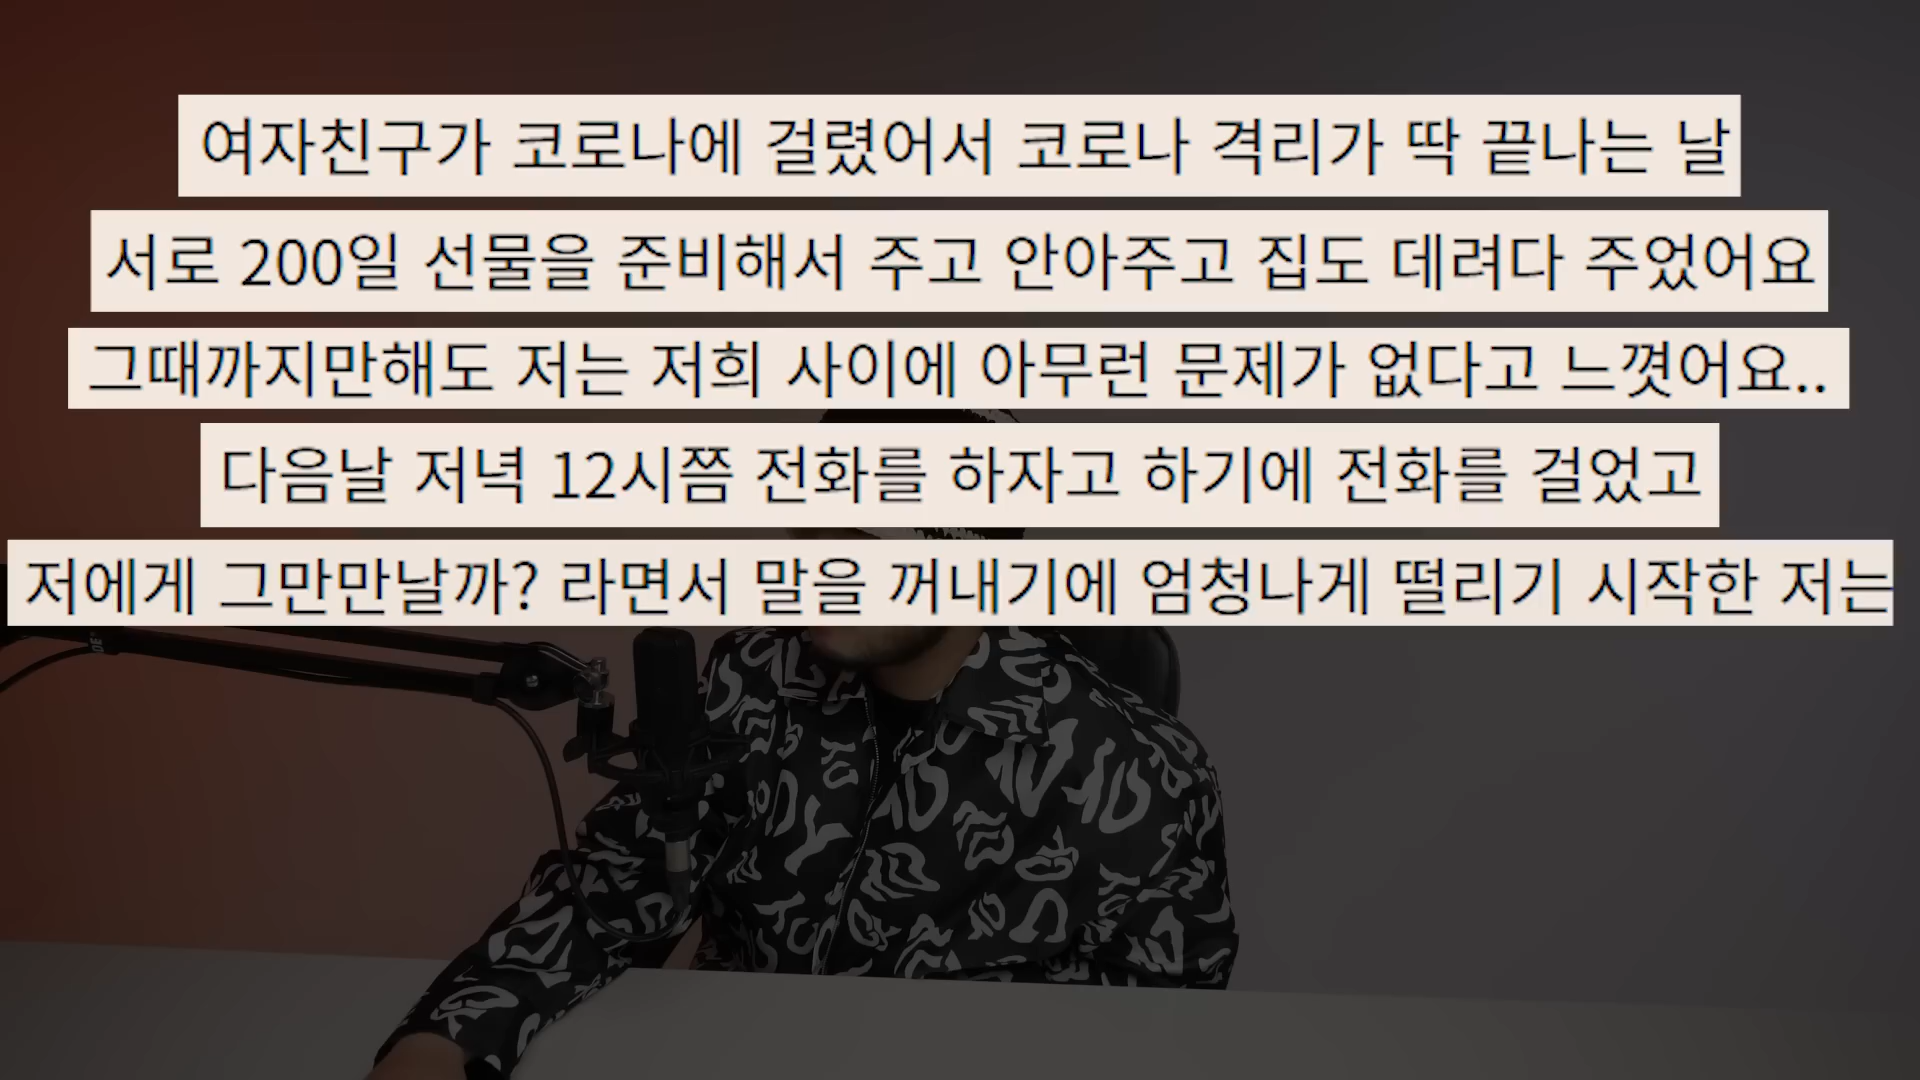 여자친구가 코로나에 걸렸어서 코로나 격리가 딱 끝나는 날
서로 200일 선물을 준비해서 주고 안아주고 집도 데려다 주었어요
그때까지만해도 저는 저희 사이에 아무런 문제가 없다고 느꼇어요..
다음날 저녁 12시쯤 전화를 하자고 하기에 전화를 걸었고
저에게 그만만날까? 라면서 말을 꺼내기에 엄청나게 떨리기 시작한 저는